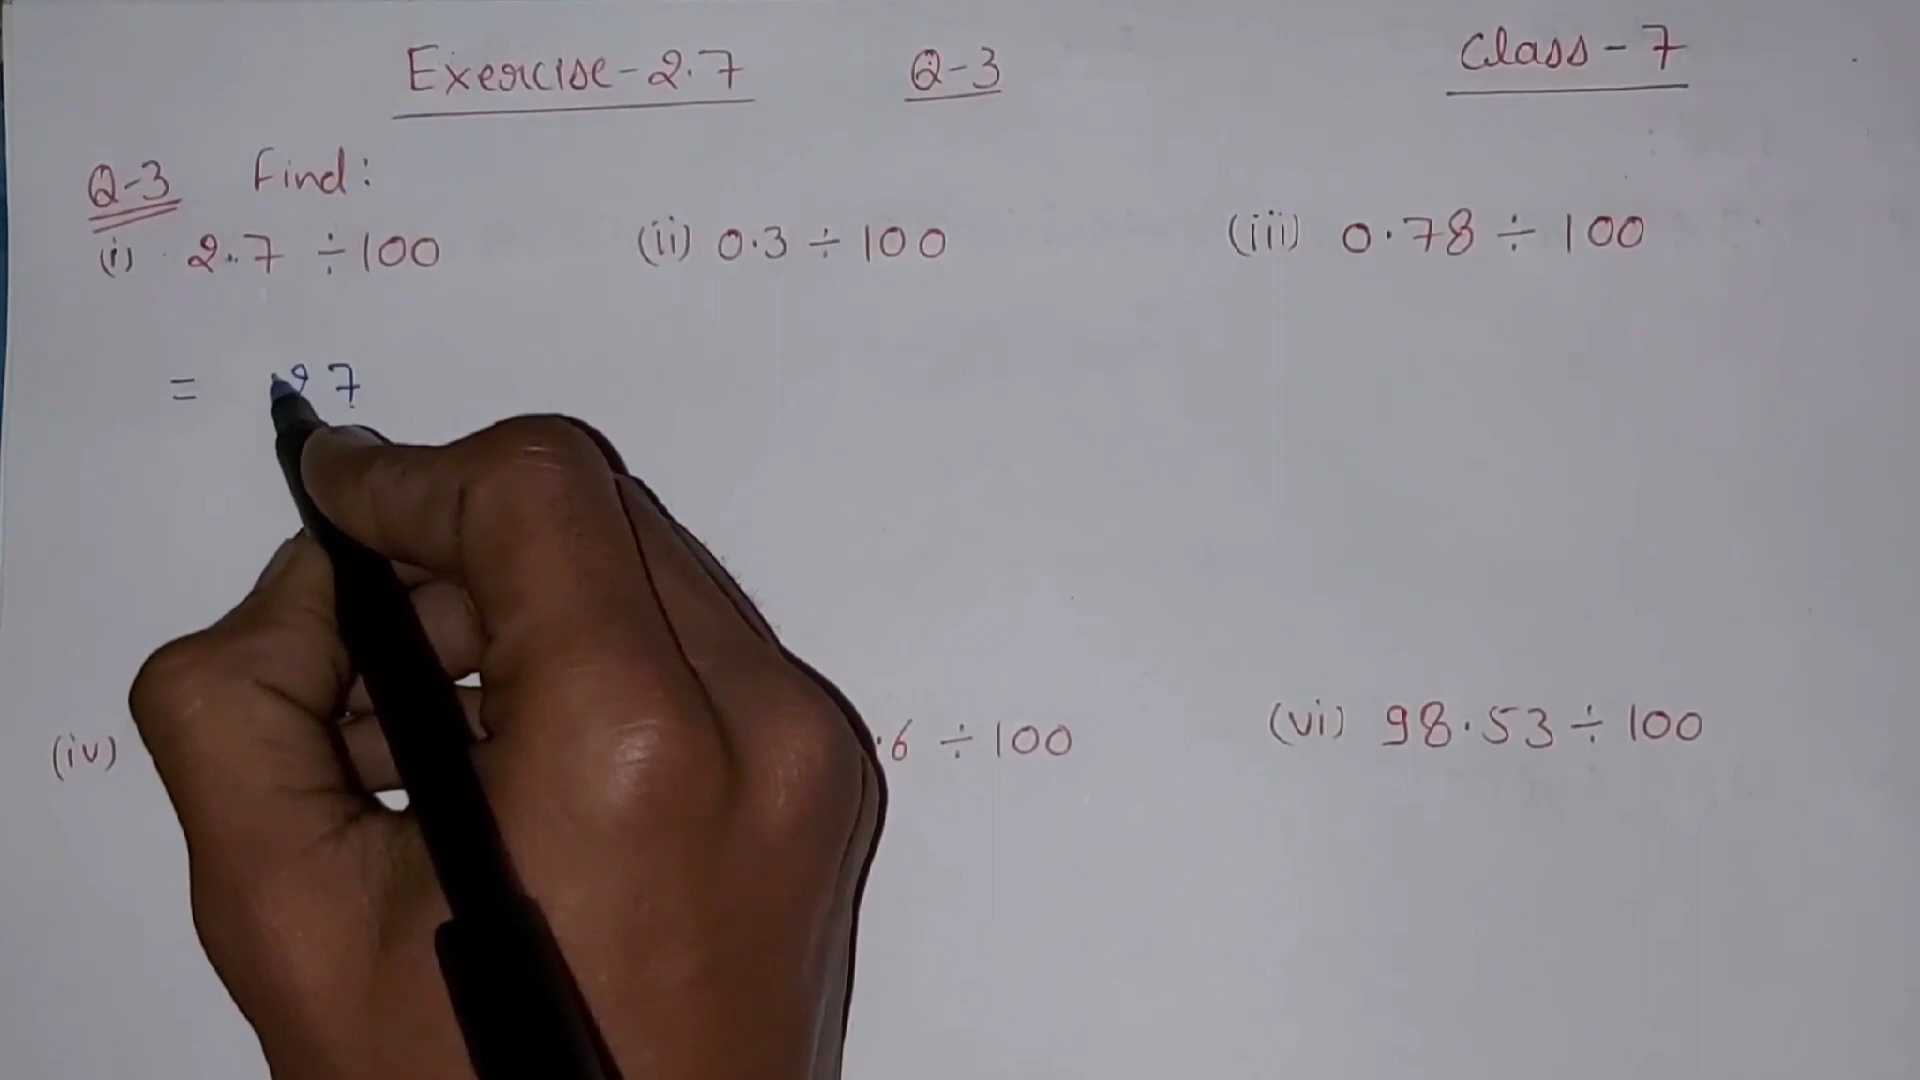 Exercise-2.7 Q-3 Class-7
Q-3 Find:
(i) 2.7 ÷ 100 (ii) 0.3 ÷ 100 (iii) 0.78 ÷ 100
= 7
(iv) .6 ÷ 100 (vi) 98.53 ÷ 100